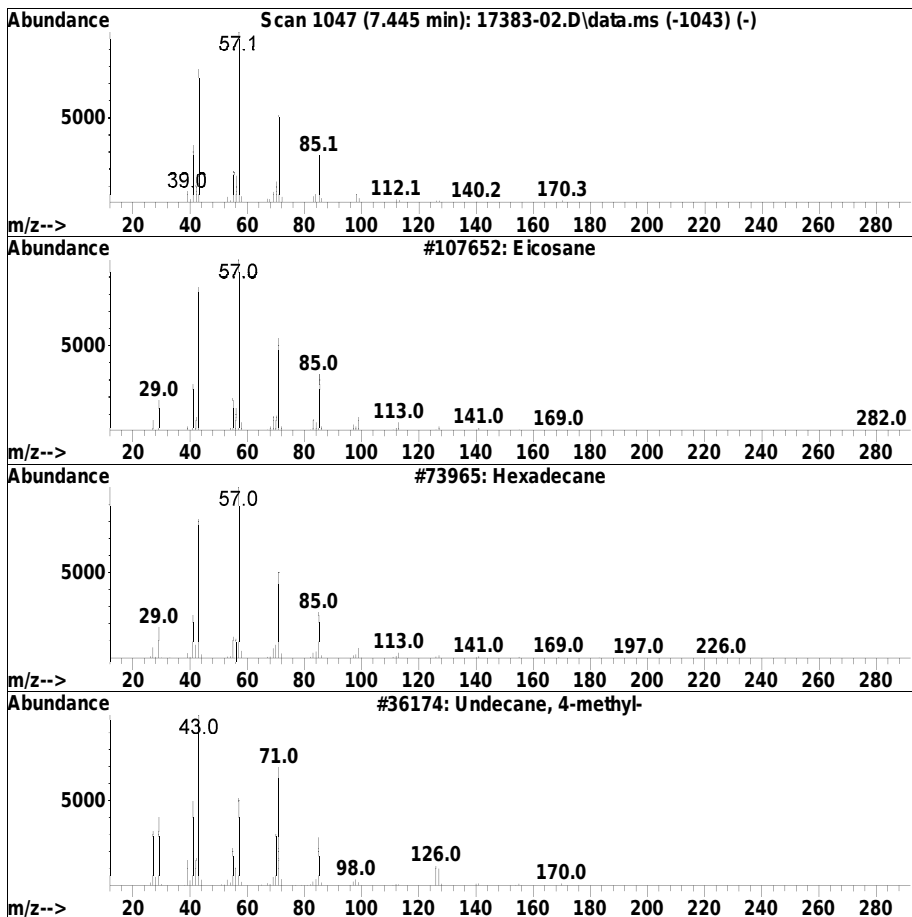 Abundance Scan 1047 (7.445 min): 17383-02.D\data.ms (-1043) (-)
57.1
5000
85.1
39.0 112.1 140.2 170.3
20 40 60 80 100 120 140 160 180 200 220 240 260 280
m/z-->
Abundance #107652: Eicosane
57.0
5000
85.0
29.0
113.0 141.0 169.0 282.0
20 40 60 80 100 120 140 160 180 200 220 240 260 280
m/z-->
Abundance #73965: Hexadecane
57.0
5000
29.0 85.0
113.0 141.0 169.0 197.0 226.0
20 40 60 80 100 120 140 160 180 200 220 240 260 280
m/z-->
Abundance #36174: Undecane, 4-methyl-
43.0
71.0
5000
126.0
98.0 170.0
20 40 60 80 100 120 140 160 180 200 220 240 260 280
m/z-->